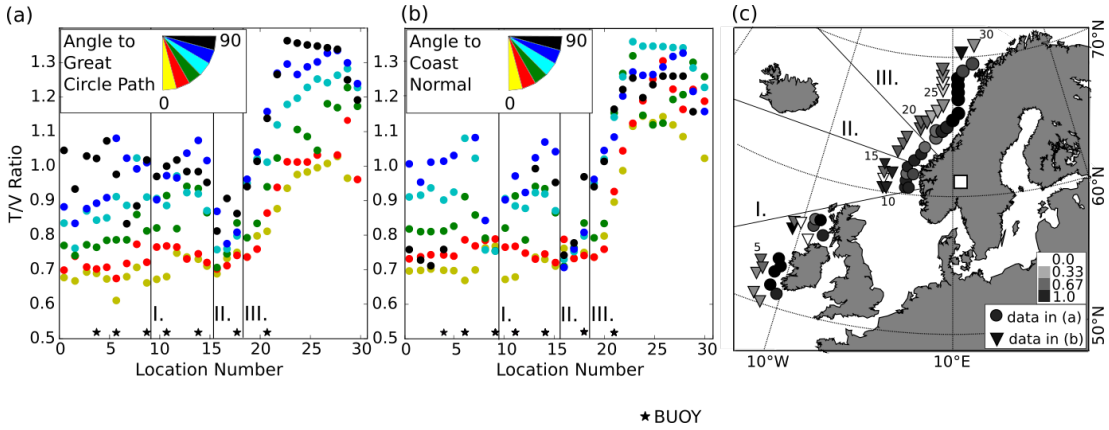 (a)
T/V Ratio
1.3
1.2
1.1
1.0
0.9
0.8
0.7
0.6
0.5
Angle to
Great
Circle Path
90
0
I.
II.
III.
0 5 10 15 20 25 30
Location Number
(b)
Angle to
Coast
Normal
90
0
I.
II.
III.
0 5 10 15 20 25 30
Location Number
★ BUOY
(c)
30
70°N
III.
25
20
II.
15
60°N
10
I.
5
0.0
0.33
0.67
1.0
data in (a)
data in (b)
50°N
10°W
10°E